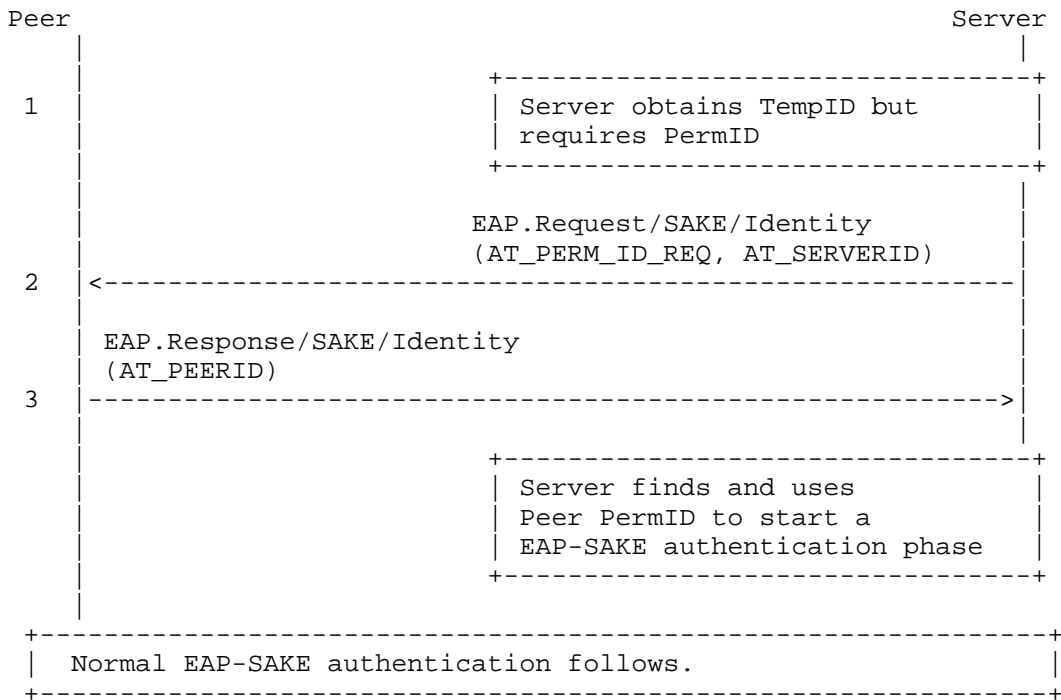 Peer Server
1 Server obtains TempID but
requires PermID
EAP.Request/SAKE/Identity
(AT_PERM_ID_REQ, AT_SERVERID)
2
EAP.Response/SAKE/Identity
(AT_PEERID)
3
Server finds and uses
Peer PermID to start a
EAP-SAKE authentication phase
Normal EAP-SAKE authentication follows.